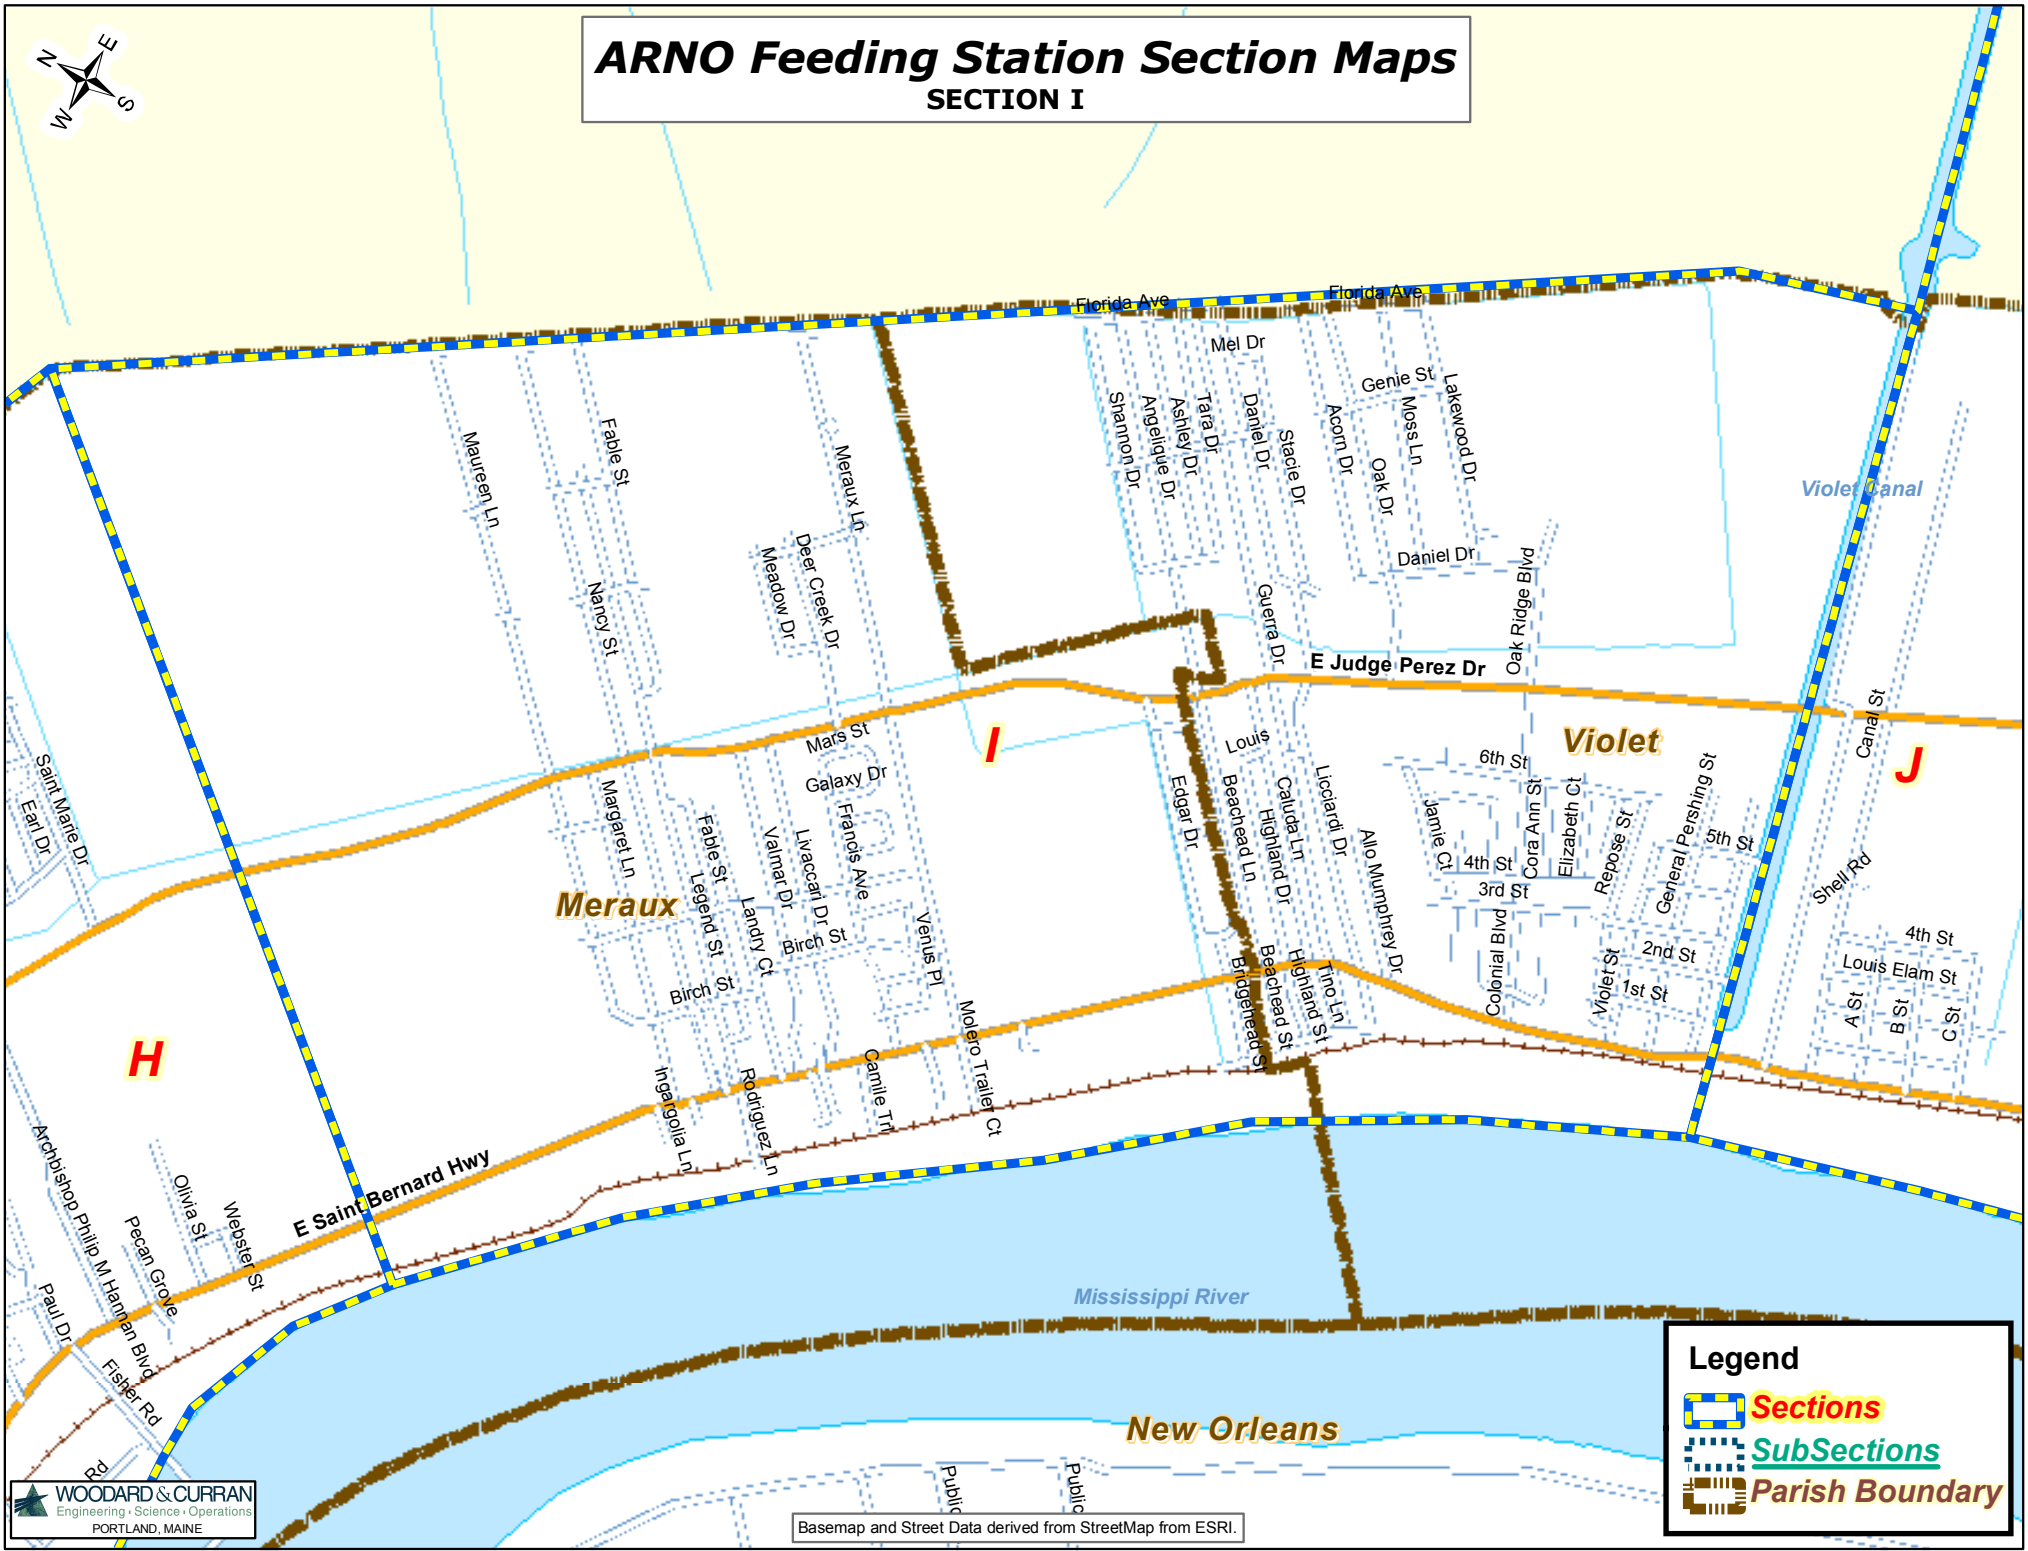 ARNO Feeding Station Section Maps
SECTION I
N
E
W
S
Florida Ave
Florida Ave
Mel Dr
Genie St
Lakewood Dr
Moss Ln
Acorn Dr
Oak Dr
Shannon Dr
Angelique Dr
Ashley Dr
Tara Dr
Daniel Dr
Stacie Dr
Daniel Dr
Oak Ridge Blvd
Guerra Dr
Maureen Ln
Fable St
Meraux Ln
Nancy St
Meadow Dr
Deer Creek Dr
Violet Canal
E Judge Perez Dr
Canal St
Mars St
Galaxy Dr
I
Louis
Violet
J
6th St
Saint Marie Dr
Earl Dr
Margaret Ln
Fable St
Valmar Dr
Livaccari Dr
Francis Ave
Edgar Dr
Beachead Ln
Highland Dr
Caluda Ln
Licciardi Dr
Allo Mumphrey Dr
Jamie Ct
Cora Ann St
Elizabeth Ct
Repose St
General Pershing St
5th St
4th St
3rd St
Shell Rd
Meraux
Legend St
Landry Ct
Birch St
Birch St
Venus Pl
Colonial Blvd
Violet St
2nd St
1st St
4th St
Louis Elam St
A St
B St
C St
Bridgehead St
Beachead St
Highland St
Tino Ln
H
Ingargolia Ln
Rodriguez Ln
Camile Trl
Molero Trailer Ct
E Saint Bernard Hwy
Archbishop Philip M Hannan Blvd
Olivia St
Webster St
Pecan Grove
Paul Dr
Fisher Rd
Rd
Mississippi River
New Orleans
Public
Public
Legend
Sections
SubSections
Parish Boundary
WOODARD & CURRAN
Engineering · Science · Operations
PORTLAND, MAINE
Basemap and Street Data derived from StreetMap from ESRI.